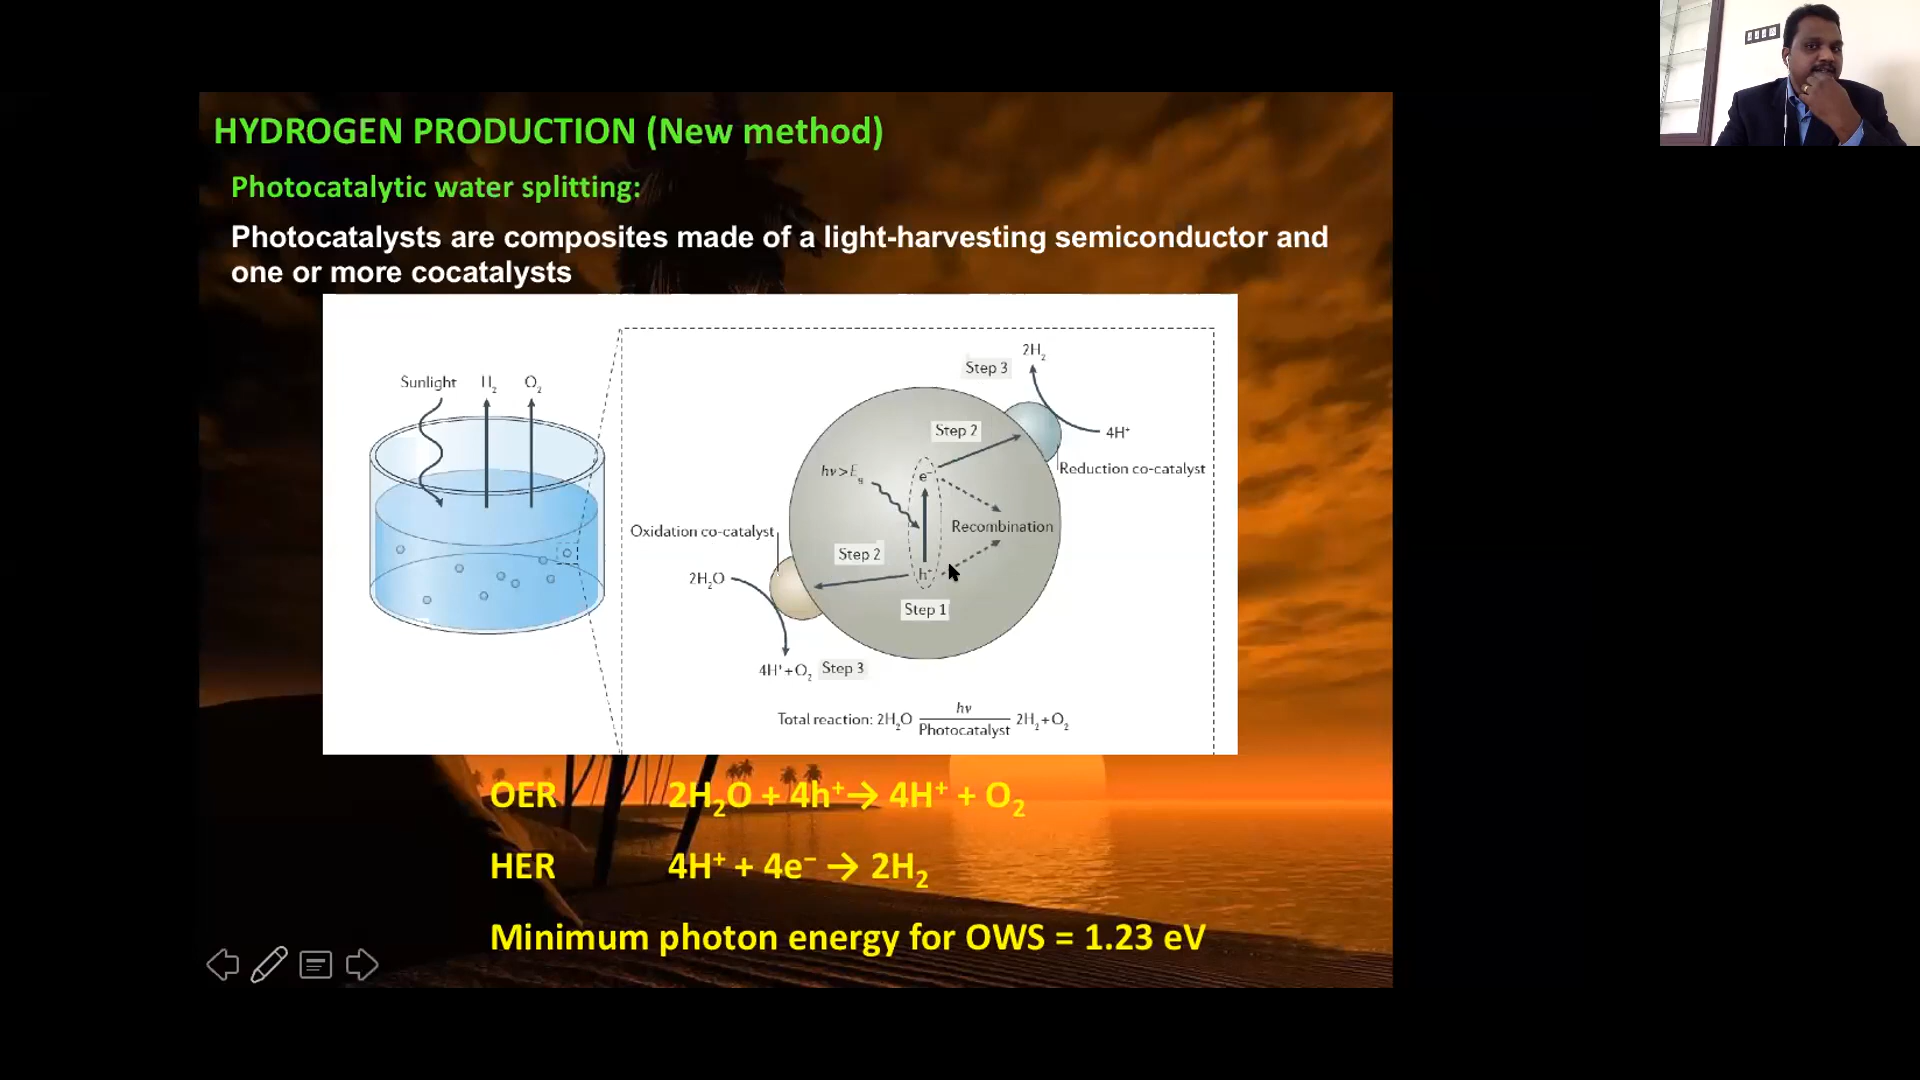 HYDROGEN PRODUCTION (New method)
Photocatalytic water splitting:
Photocatalysts are composites made of a light-harvesting semiconductor and
one or more cocatalysts
Sunlight H₂ O₂
2H₂
Step 3
Step 2
4H⁺
hν>E_g
e⁻
Reduction co-catalyst
Recombination
Oxidation co-catalyst
Step 2
2H₂O
h⁺
Step 1
4H⁺+O₂ Step 3
Total reaction: 2H₂O hν Photocatalyst 2H₂+O₂
OER 2H₂O + 4h⁺→ 4H⁺ + O₂
HER 4H⁺ + 4e⁻ → 2H₂
Minimum photon energy for OWS = 1.23 eV